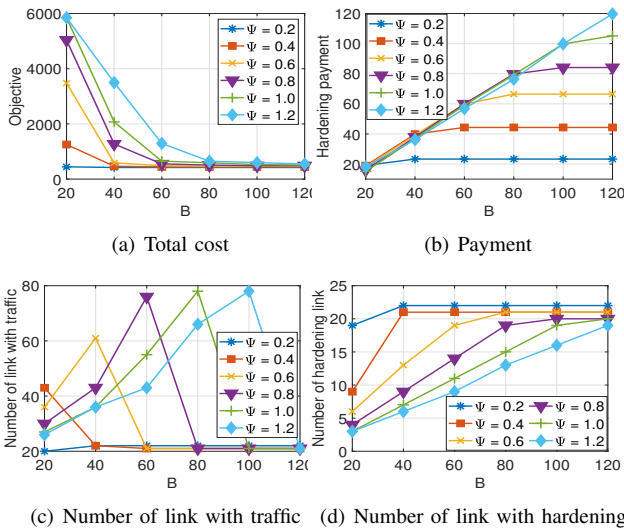 6000
4000
2000
0
Objective
20 40 60 80 100 120
B
Ψ = 0.2
Ψ = 0.4
Ψ = 0.6
Ψ = 0.8
Ψ = 1.0
Ψ = 1.2
(a) Total cost
120
100
80
60
40
20
Hardening payment
20 40 60 80 100 120
B
Ψ = 0.2
Ψ = 0.4
Ψ = 0.6
Ψ = 0.8
Ψ = 1.0
Ψ = 1.2
(b) Payment
80
60
40
20
Number of link with traffic
20 40 60 80 100 120
B
Ψ = 0.2
Ψ = 0.4
Ψ = 0.6
Ψ = 0.8
Ψ = 1.0
Ψ = 1.2
(c) Number of link with traffic
25
20
15
10
5
0
Number of hardening link
20 40 60 80 100 120
B
Ψ = 0.2
Ψ = 0.4
Ψ = 0.6
Ψ = 0.8
Ψ = 1.0
Ψ = 1.2
(d) Number of link with hardening